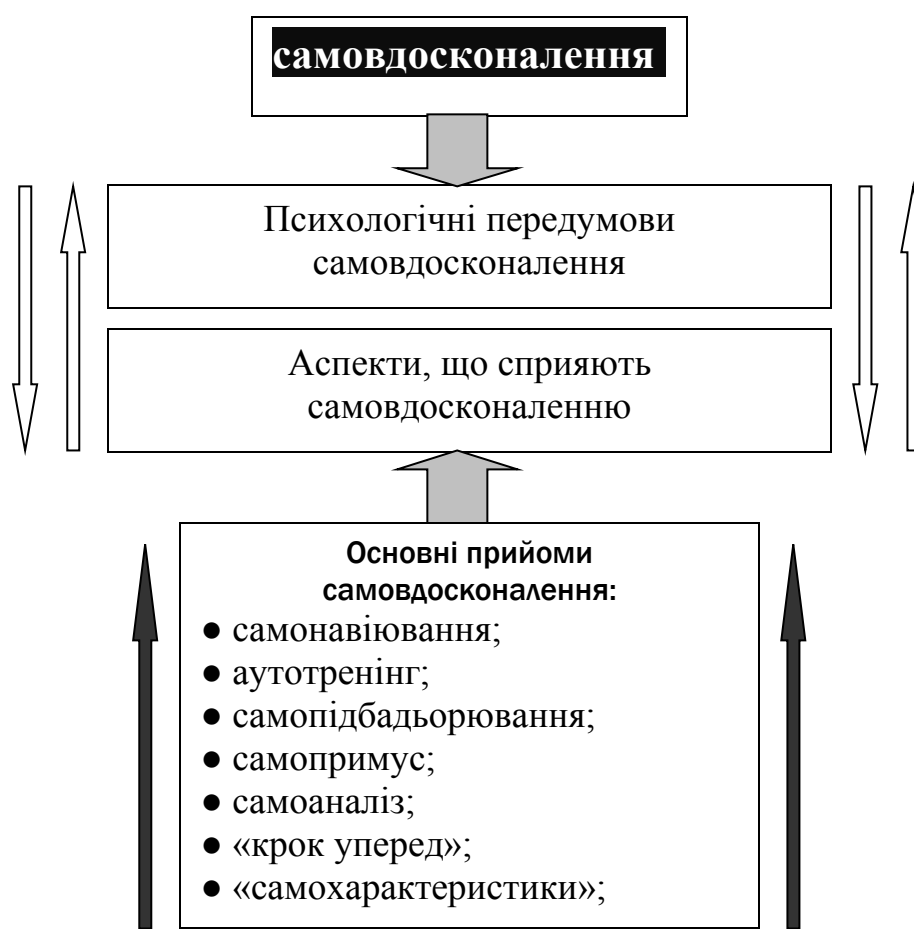 самовдосконалення
Психологічні передумови
самовдосконалення
Аспекти, що сприяють
самовдосконаленню
Основні прийоми
самовдосконалення:
● самонавіювання;
● аутотренінг;
● самопідбадьорювання;
● самопримус;
● самоаналіз;
● «крок уперед»;
● «самохарактеристики»;